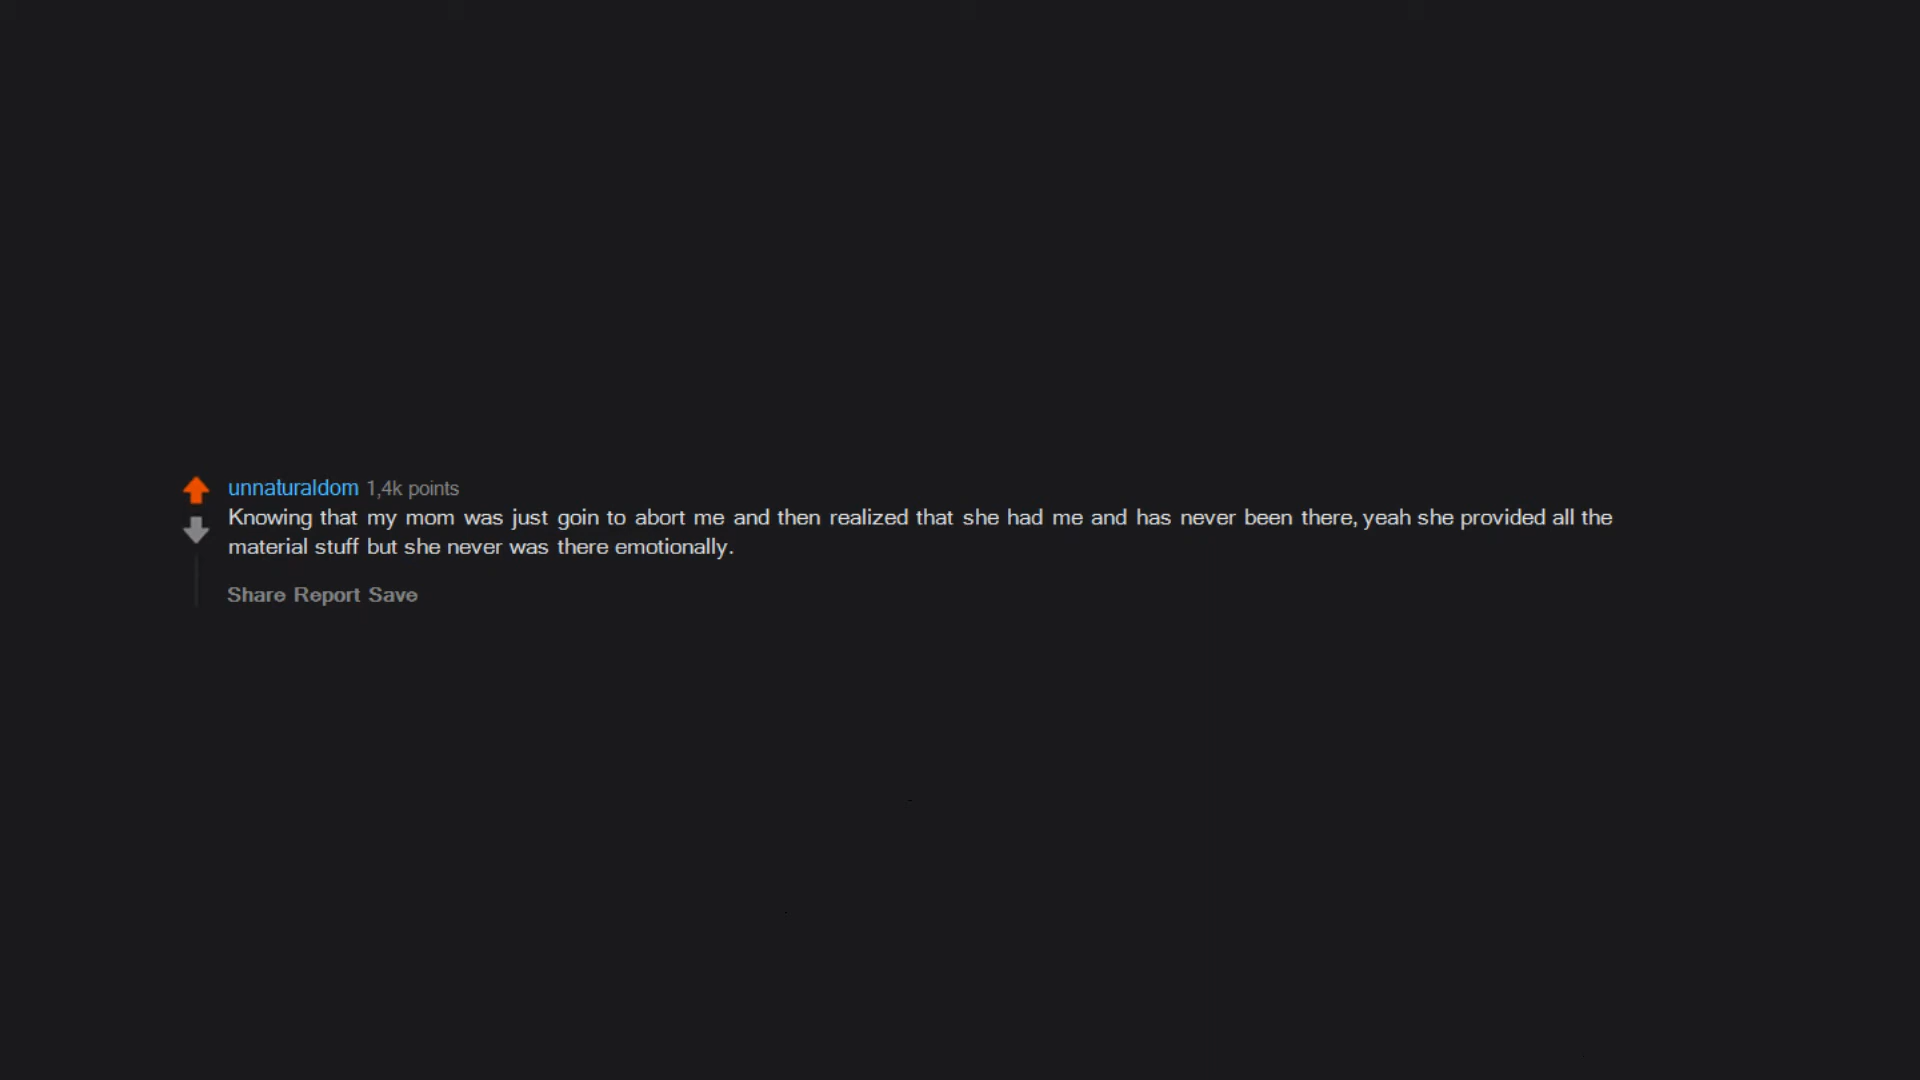 unnaturaldom 1,4k points
Knowing that my mom was just goin to abort me and then realized that she had me and has never been there, yeah she provided all the
material stuff but she never was there emotionally.
Share Report Save